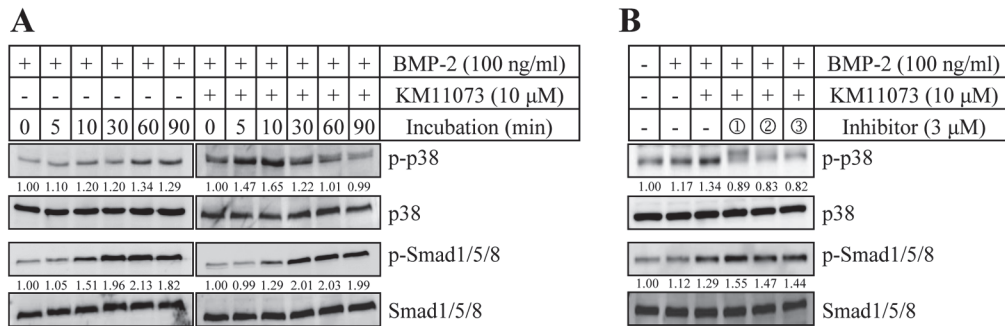 A B
+ + + + + + + + + + + + BMP-2 (100 ng/ml) - + + + + + BMP-2 (100 ng/ml)
- - - - - - + + + + + + KM11073 (10 μM) - - + + + + KM11073 (10 μM)
0 5 10 30 60 90 0 5 10 30 60 90 Incubation (min) - - - ① ② ③ Inhibitor (3 μM)
p-p38 p-p38
1.00 1.10 1.20 1.20 1.34 1.29 1.00 1.47 1.65 1.22 1.01 0.99 1.00 1.17 1.34 0.89 0.83 0.82
p38 p38
p-Smad1/5/8 p-Smad1/5/8
1.00 1.05 1.51 1.96 2.13 1.82 1.00 0.99 1.29 2.01 2.03 1.99 1.00 1.12 1.29 1.55 1.47 1.44
Smad1/5/8 Smad1/5/8